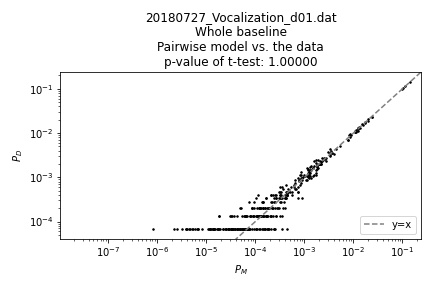 20180727_Vocalization_d01.dat
Whole baseline
Pairwise model vs. the data
p-value of t-test: 1.00000
10⁻¹
10⁻²
10⁻³
10⁻⁴
P_D
y=x
10⁻⁷ 10⁻⁶ 10⁻⁵ 10⁻⁴ 10⁻³ 10⁻² 10⁻¹
P_M